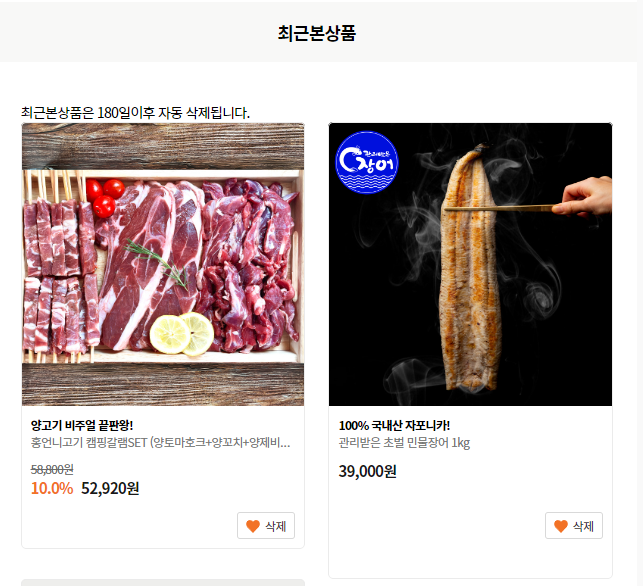 최근본상품
최근본상품은 180일이후 자동 삭제됩니다.
장어
양고기 비주얼 끝판왕!
홍언니고기 캠핑갈램SET (양토마호크+양꼬치+양제비...
58,800원
10.0% 52,920원
삭제
100% 국내산 자포니카!
관리받은 초벌 민물장어 1kg
39,000원
삭제